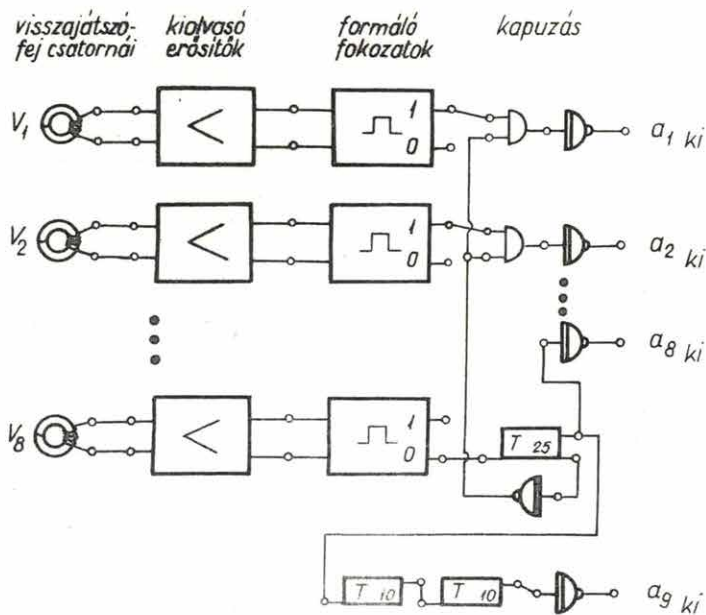 visszajátszó-
fej csatornái
kiolvasó
erősítők
formáló
fokozatok
kapuzás
V1
<
1
0
a1 ki
V2
<
1
0
a2 ki
a8 ki
V8
<
1
0
T 25
T 10
T 10
a9 ki